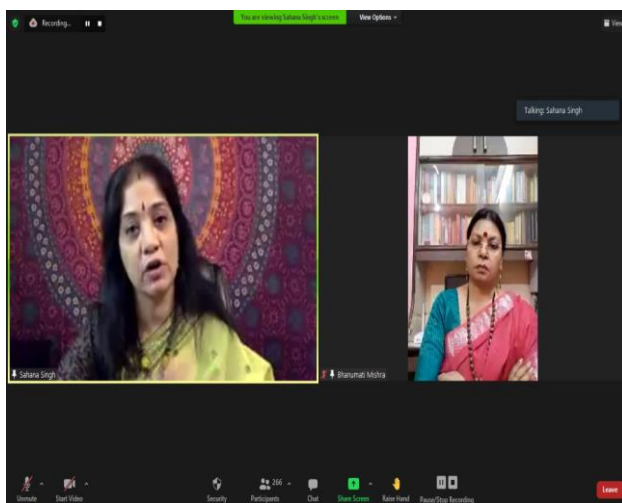 Recording...
You are viewing Sahana Singh's screen
View Options
View
Talking: Sahana Singh
Sahana Singh
Bhanumati Mishra
Unmute
Start Video
Security
Participants
266
Chat
Share Screen
Raise Hand
Pause/Stop Recording
Leave